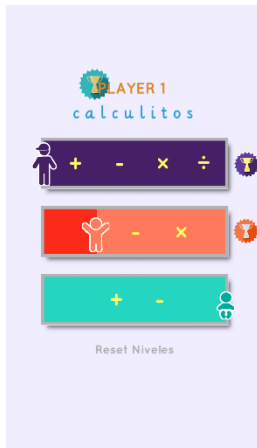 PLAYER 1
calculitos
+ - × ÷
- ×
+ -
Reset Niveles